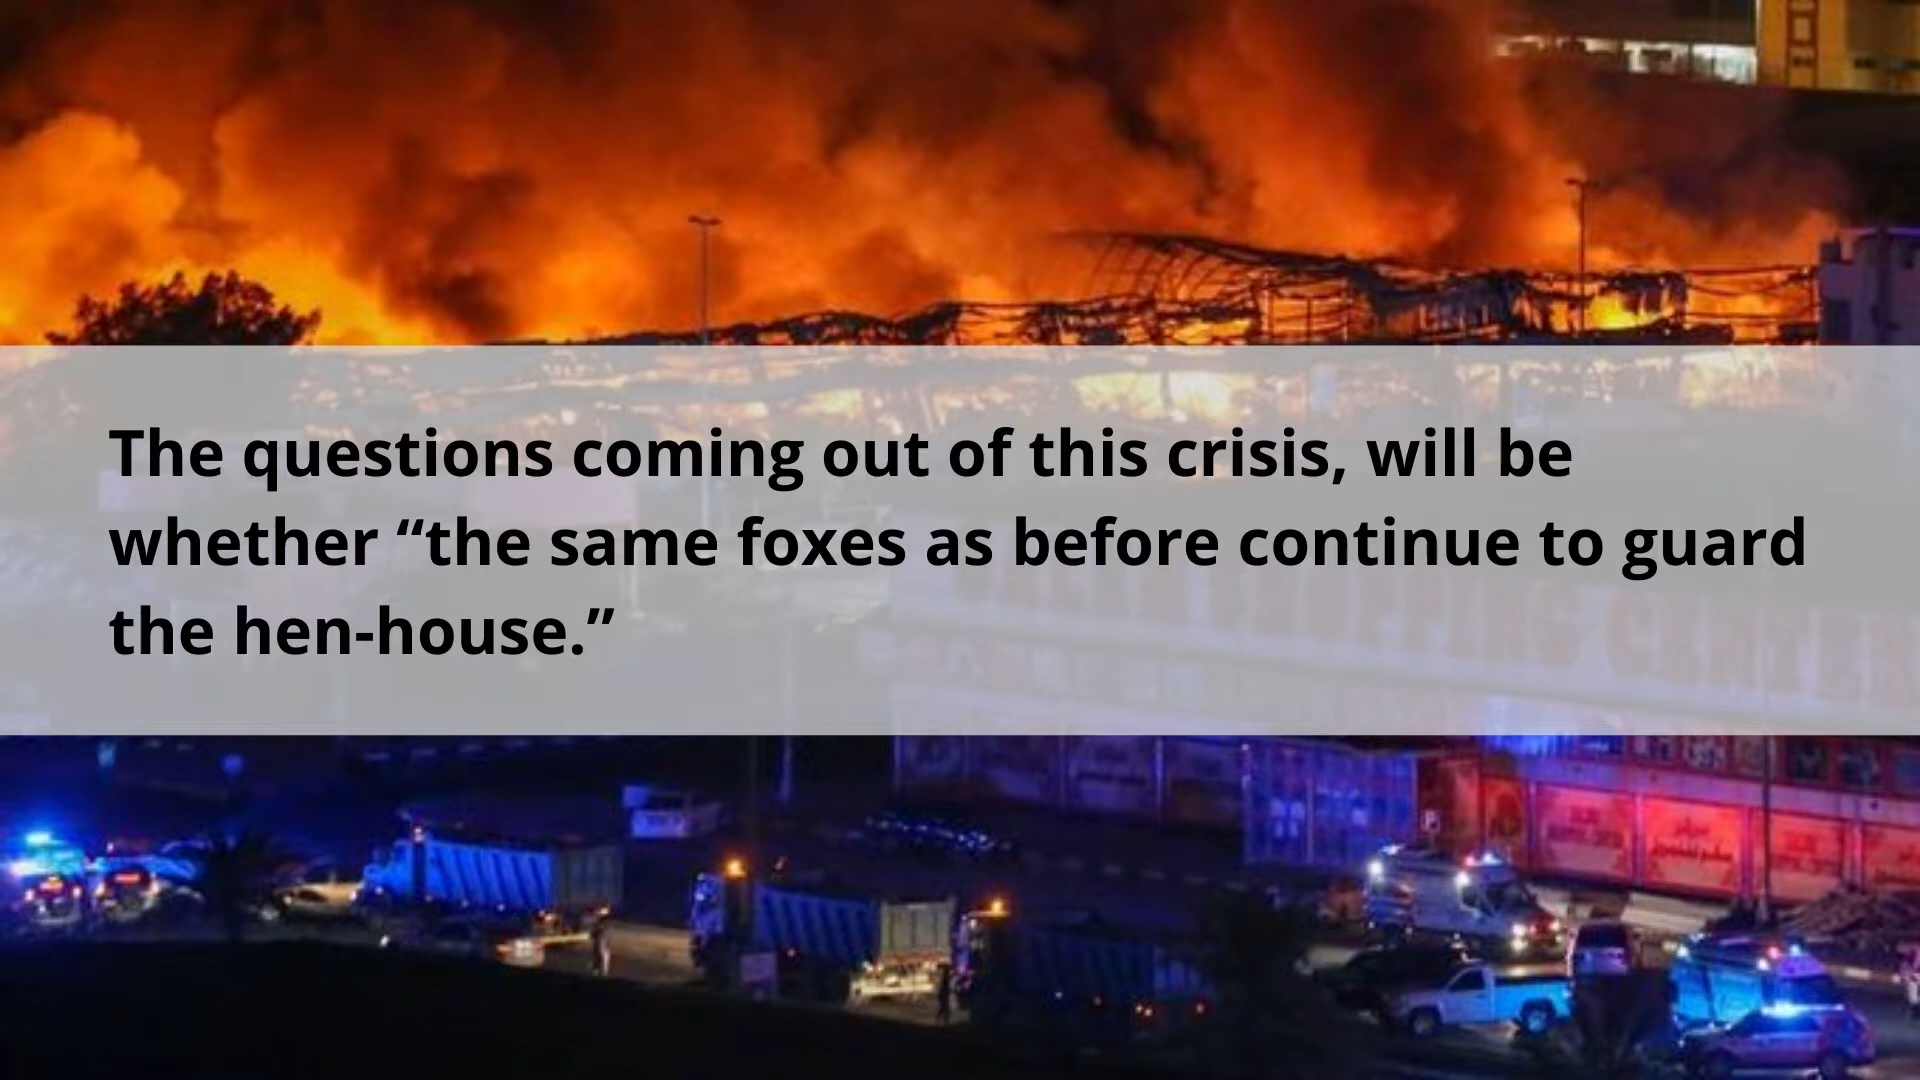 The questions coming out of this crisis, will be
whether “the same foxes as before continue to guard
the hen-house.”